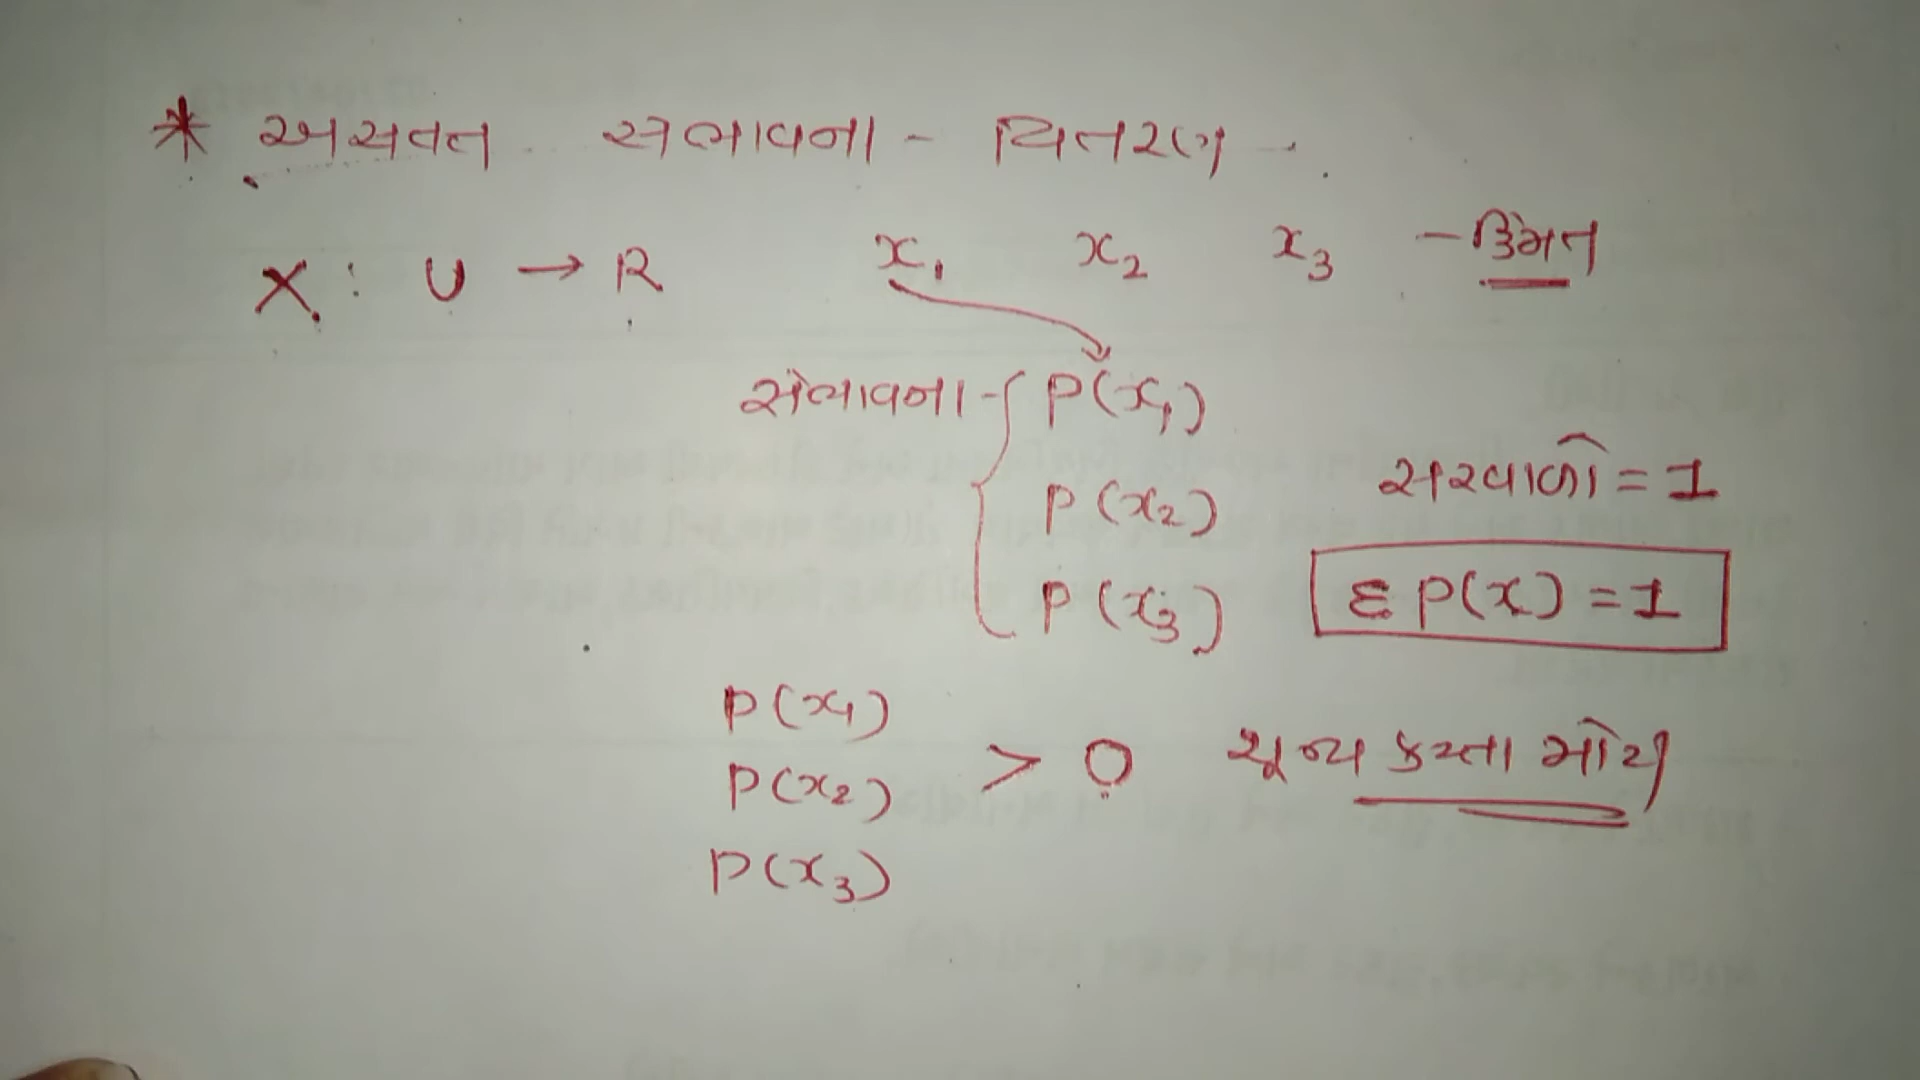 * અસતત સંભાવના - વિતરણ
X : U → R x₁ x₂ x₃ - કિંમત
સંભાવના - { P(x₁)
P(x₂) સરવાળો = 1
P(x₃) Σ P(x) = 1
P(x₁)
P(x₂) > 0 શૂન્ય કરતા મોટી
P(x₃)